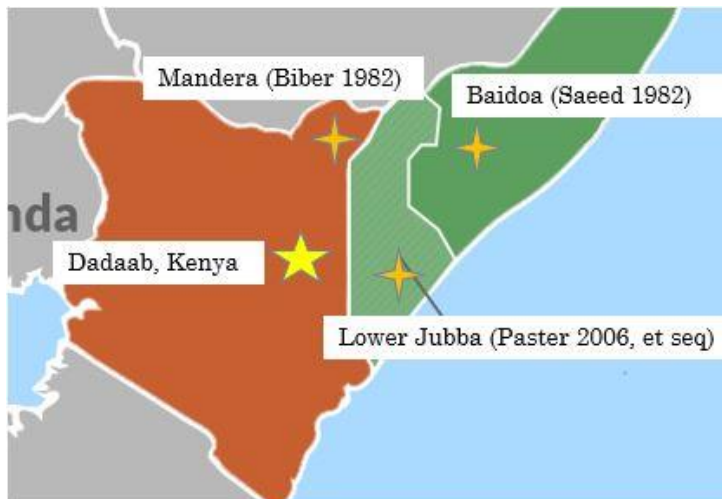 Mandera (Biber 1982)
Baidoa (Saeed 1982)
nda
Dadaab, Kenya
Lower Jubba (Paster 2006, et seq)